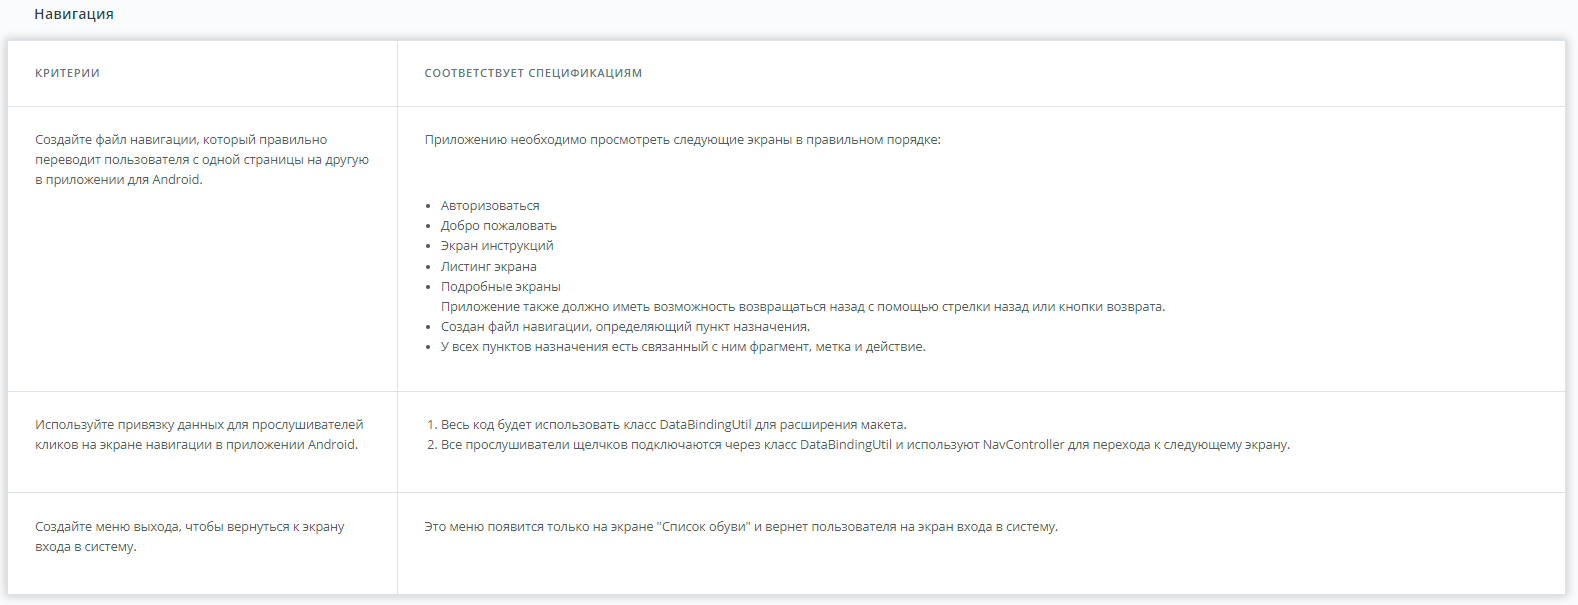 Навигация
КРИТЕРИИ
СООТВЕТСТВУЕТ СПЕЦИФИКАЦИЯМ
Создайте файл навигации, который правильно
переводит пользователя с одной страницы на другую
в приложении для Android.
Приложению необходимо просмотреть следующие экраны в правильном порядке:
• Авторизоваться
• Добро пожаловать
• Экран инструкций
• Листинг экрана
• Подробные экраны
Приложение также должно иметь возможность возвращаться назад с помощью стрелки назад или кнопки возврата.
• Создан файл навигации, определяющий пункт назначения.
• У всех пунктов назначения есть связанный с ним фрагмент, метка и действие.
Используйте привязку данных для прослушивателей
кликов на экране навигации в приложении Android.
1. Весь код будет использовать класс DataBindingUtil для расширения макета.
2. Все прослушиватели щелчков подключаются через класс DataBindingUtil и используют NavController для перехода к следующему экрану.
Создайте меню выхода, чтобы вернуться к экрану
входа в систему.
Это меню появится только на экране "Список обуви" и вернет пользователя на экран входа в систему.